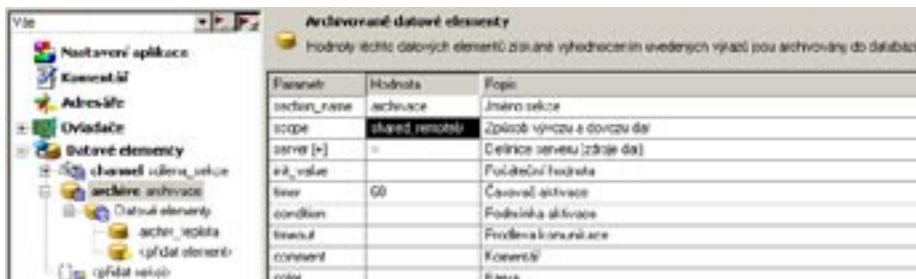 Vše
Nastavení aplikace
Komentář
Adresáře
Ovladače
Datové elementy
channel
archive archivace
Datové elementy
archiv_teplota
<přidat element>
<přidat sekci>
Archivované datové elementy
Hodnoty těchto datových elementů získané vyhodnocením uvedených výrazů jsou archivovány do databáze
Parametr Hodnota Popis
section_name archivace Jméno sekce
scope shared_remotely Způsob vývozu a dovozu dat
server [+] = Definice serveru (zdroje dat)
init_value Počáteční hodnota
timer 60 Časovač aktivace
condition Podmínka aktivace
timeout Prodleva komunikace
comment Komentář
color Barva